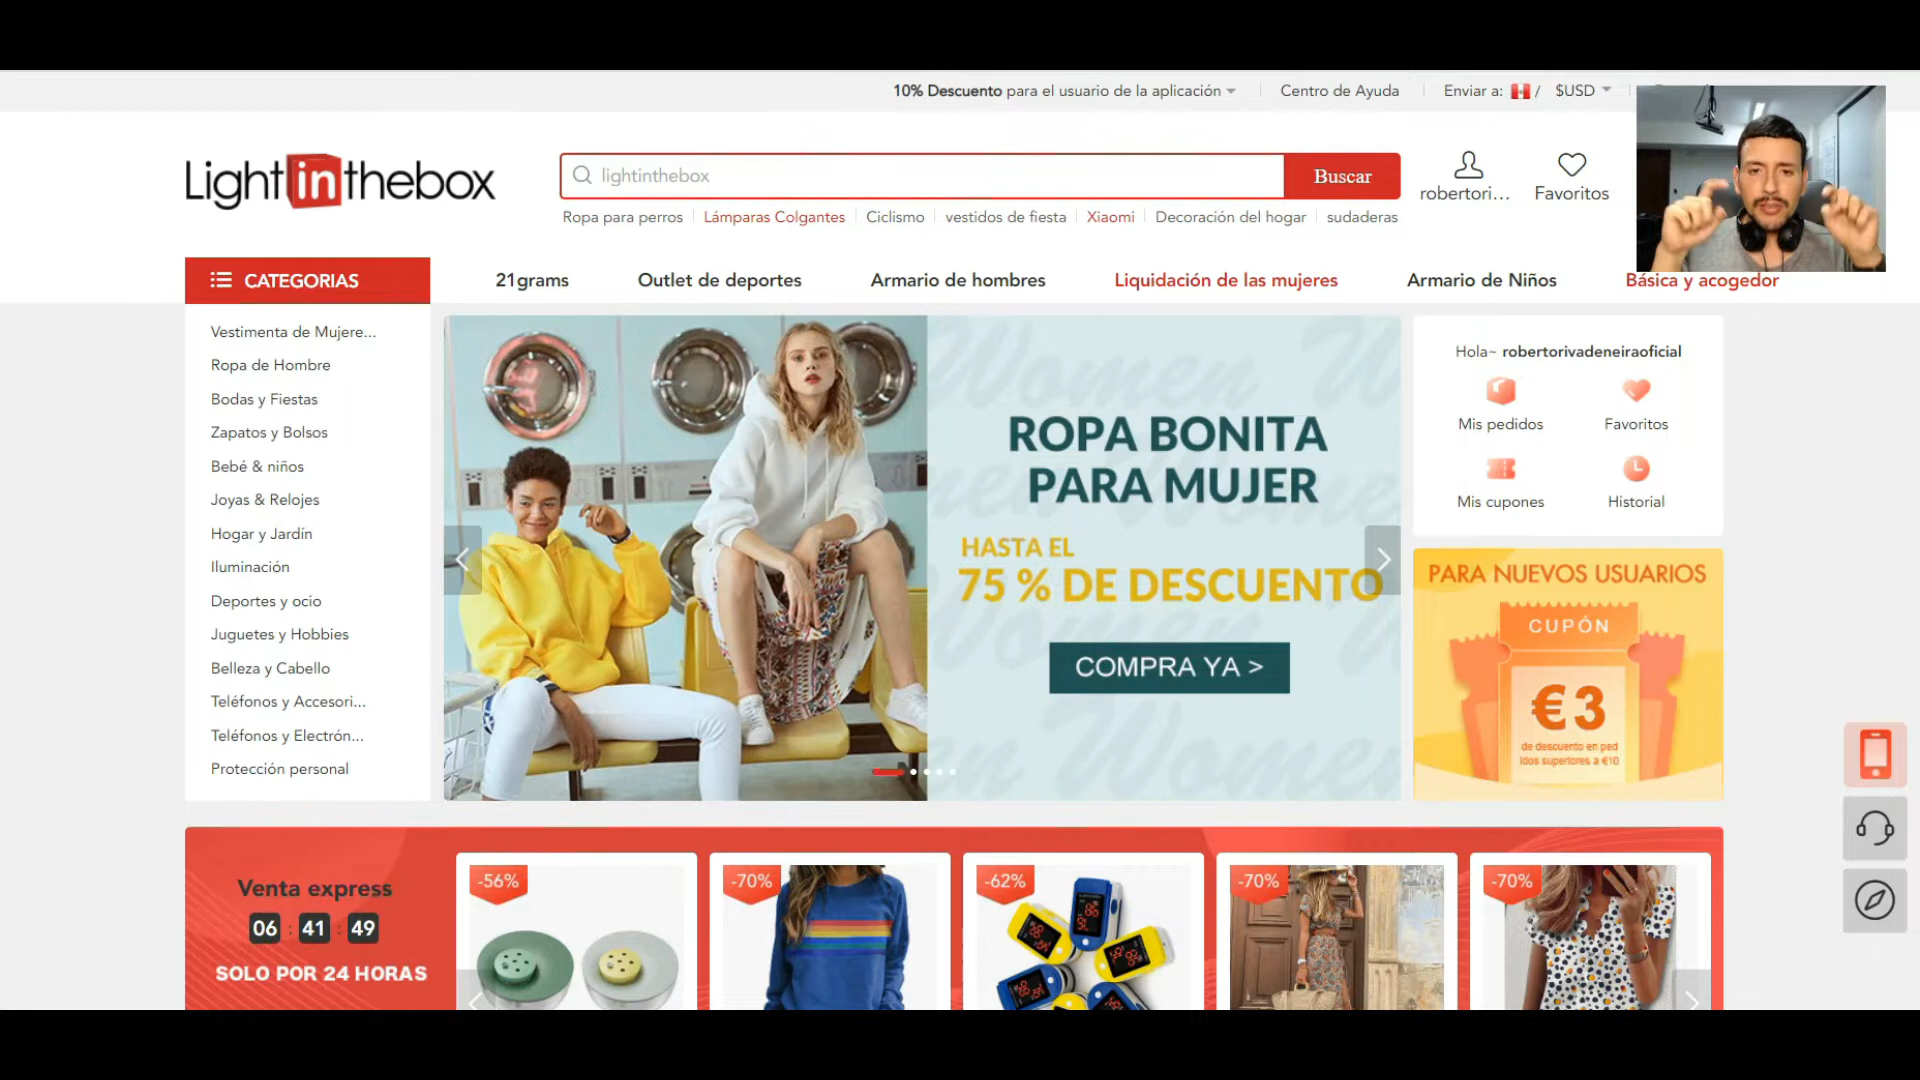 10% Descuento para el usuario de la aplicación
Centro de Ayuda
Enviar a: / $USD
Lightinthebox
lightinthebox
Buscar
robertori...
Favoritos
Ropa para perros
Lámparas Colgantes
Ciclismo
vestidos de fiesta
Xiaomi
Decoración del hogar
sudaderas
CATEGORIAS
21grams
Outlet de deportes
Armario de hombres
Liquidación de las mujeres
Armario de Niños
Básica y acogedor
Vestimenta de Mujere...
Ropa de Hombre
Bodas y Fiestas
Zapatos y Bolsos
Bebé & niños
Joyas & Relojes
Hogar y Jardín
Iluminación
Deportes y ocio
Juguetes y Hobbies
Belleza y Cabello
Teléfonos y Accesori...
Teléfonos y Electrón...
Protección personal
ROPA BONITA
PARA MUJER
HASTA EL
75 % DE DESCUENTO
COMPRA YA >
Hola~ robertorivadeneiraoficial
Mis pedidos
Favoritos
Mis cupones
Historial
PARA NUEVOS USUARIOS
CUPÓN
€3
de descuento en ped
idos superiores a €10
Venta express
06 : 41 : 49
SOLO POR 24 HORAS
-56%
-70%
-62%
-70%
-70%